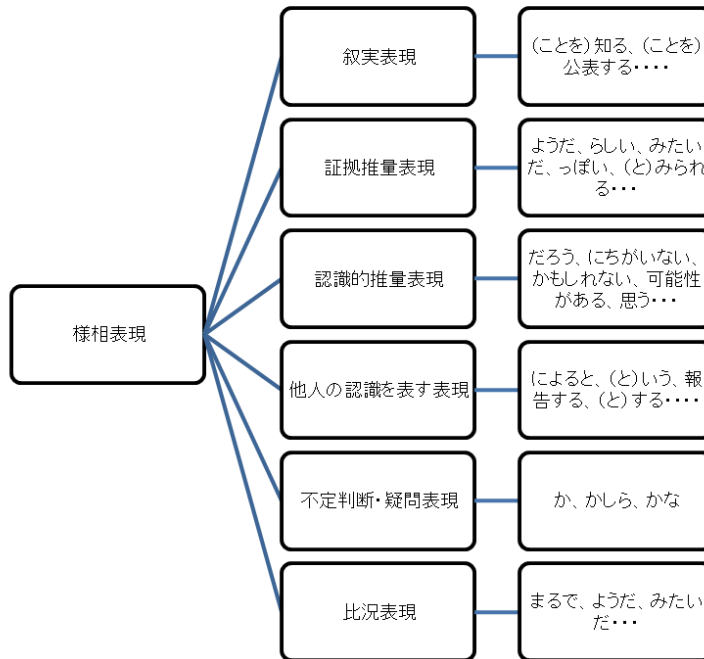 様相表現
叙実表現
(ことを)知る、(ことを)
公表する・・・・
証拠推量表現
ようだ、らしい、みたい
だ、っぽい、(と)みられ
る・・・
認識的推量表現
だろう、にちがいない、
かもしれない、可能性
がある、思う・・・
他人の認識を表す表現
によると、(と)いう、報
告する、(と)する・・・・
不定判断・疑問表現
か、かしら、かな
比況表現
まるで、ようだ、みたい
だ・・・